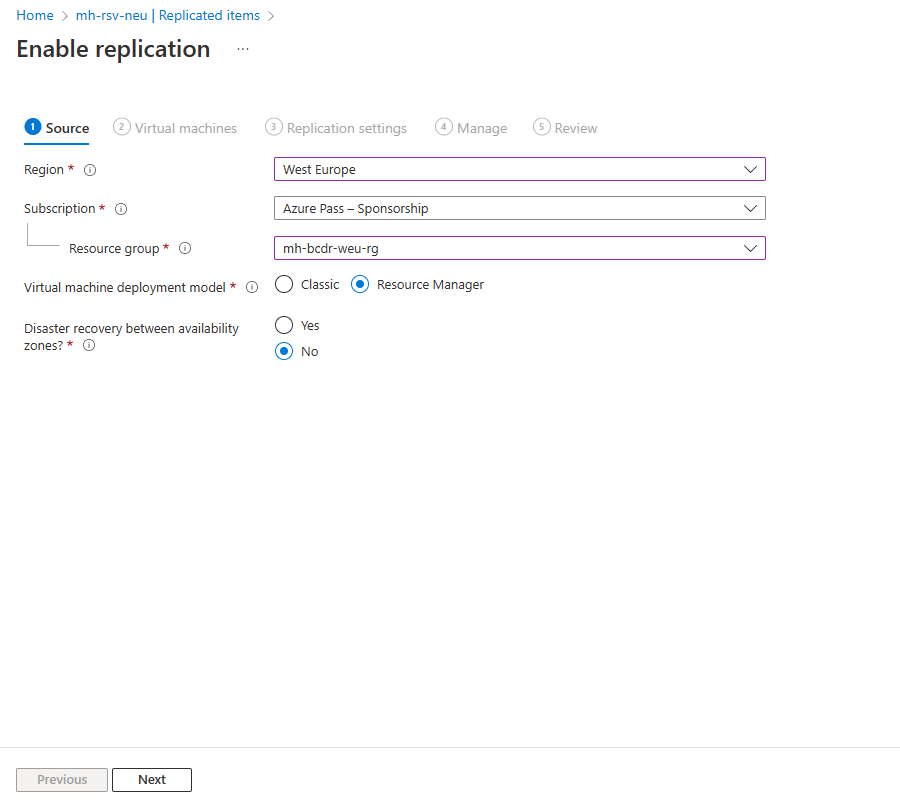 Home > mh-rsv-neu | Replicated items >
Enable replication ...
1 Source 2 Virtual machines 3 Replication settings 4 Manage 5 Review
Region * West Europe
Subscription * Azure Pass – Sponsorship
Resource group * mh-bcdr-weu-rg
Virtual machine deployment model * Classic Resource Manager
Disaster recovery between availability
zones? *
Yes
No
Previous Next